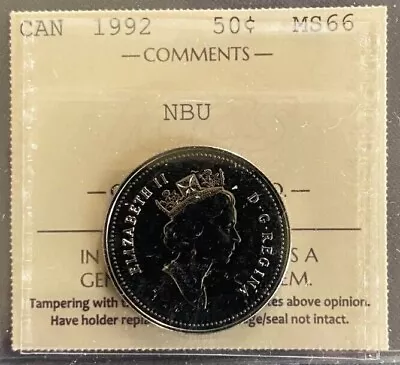 CAN 1992 50¢ MS66
COMMENTS
NBU
ELIZABETH II D·G·REGINA
IN S A
GE EM.
Tampering with es above opinion.
Have holder repl ge/seal not intact.